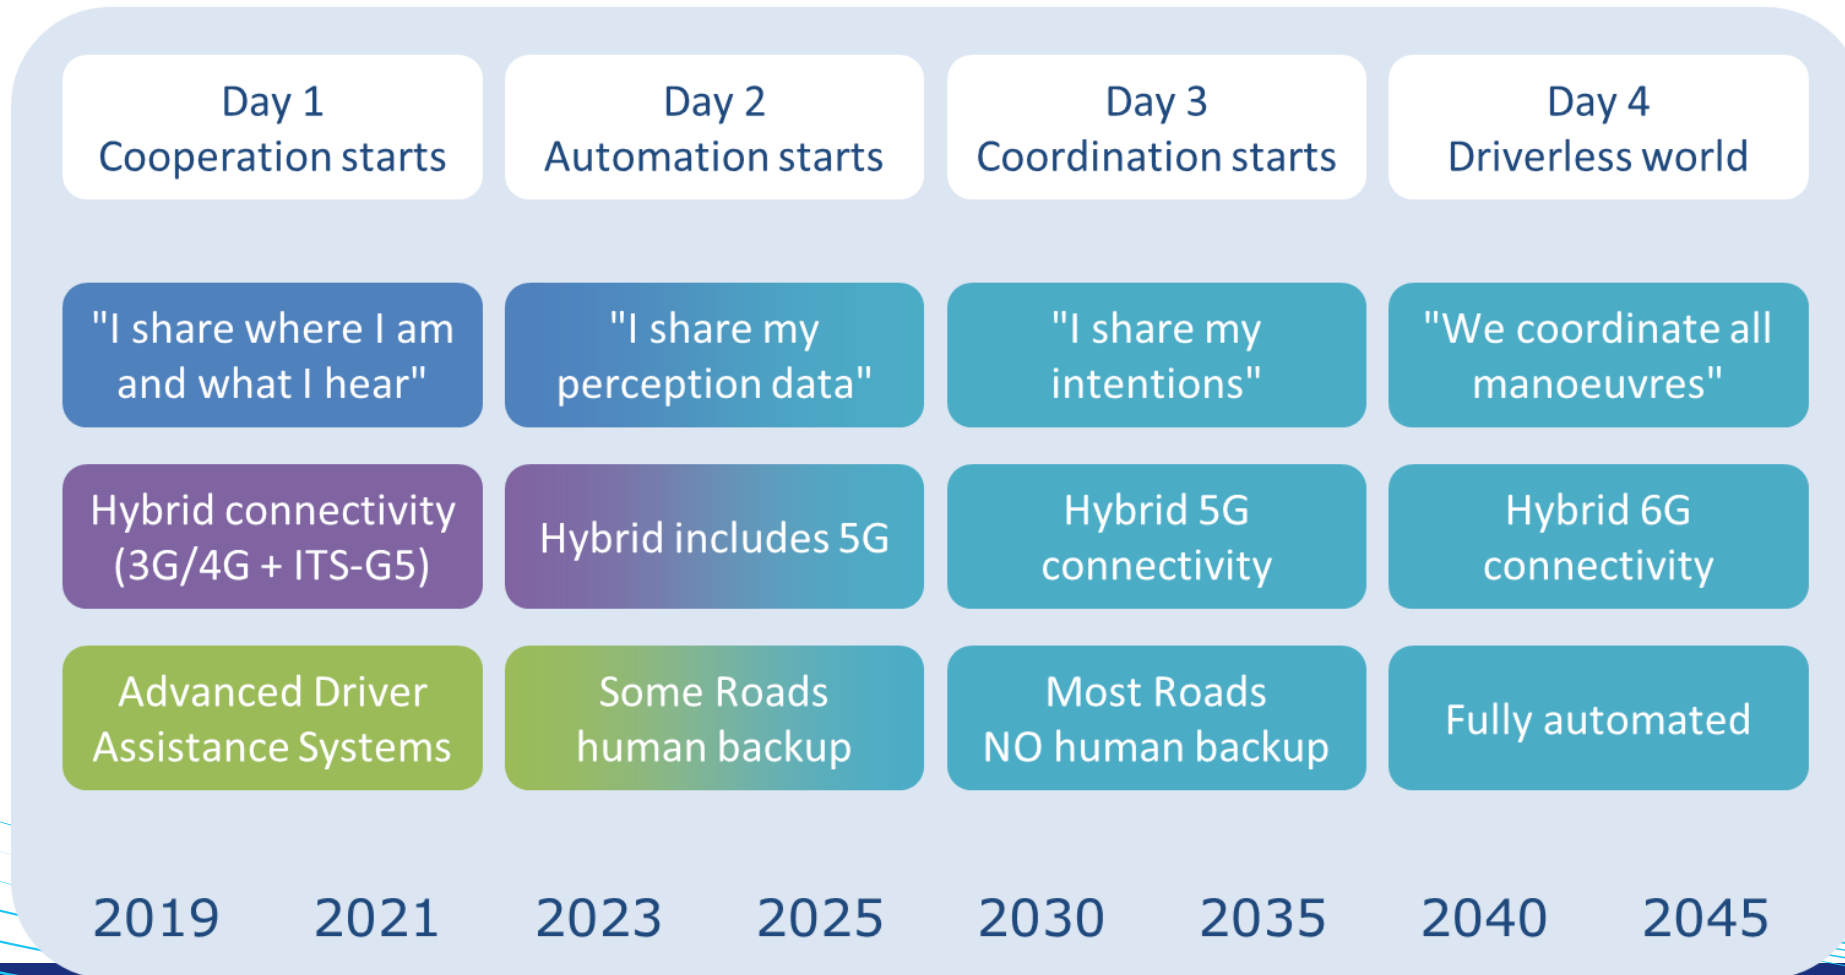 Day 1
Cooperation starts
Day 2
Automation starts
Day 3
Coordination starts
Day 4
Driverless world
"I share where I am
and what I hear"
"I share my
perception data"
"I share my
intentions"
"We coordinate all
manoeuvres"
Hybrid connectivity
(3G/4G + ITS-G5)
Hybrid includes 5G
Hybrid 5G
connectivity
Hybrid 6G
connectivity
Advanced Driver
Assistance Systems
Some Roads
human backup
Most Roads
NO human backup
Fully automated
2019 2021 2023 2025 2030 2035 2040 2045